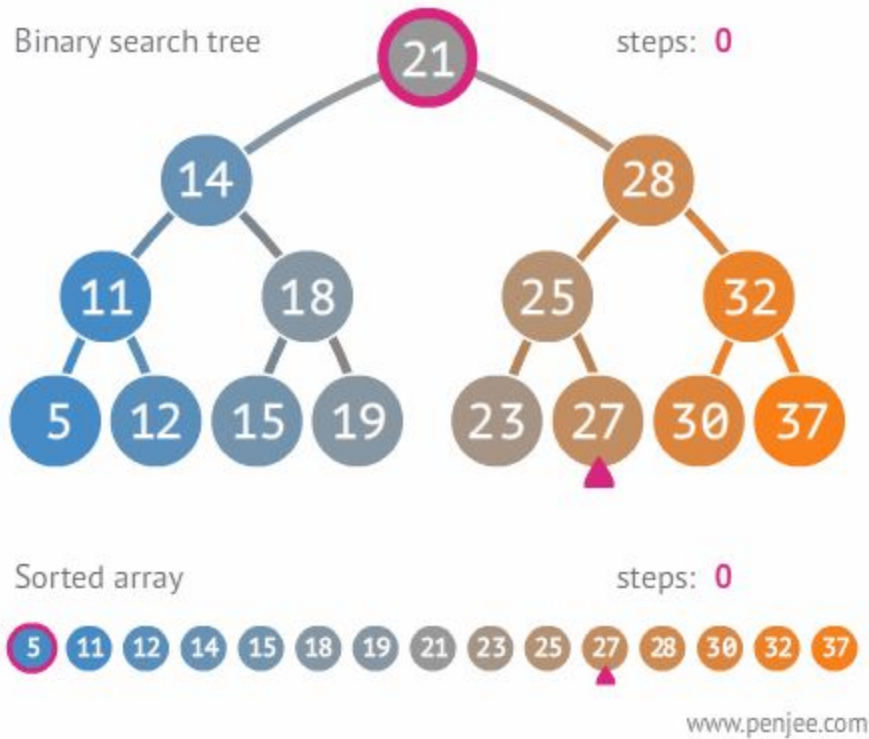 Binary search tree
steps: 0
21
14 28
11 18 25 32
5 12 15 19 23 27 30 37
Sorted array
steps: 0
5 11 12 14 15 18 19 21 23 25 27 28 30 32 37
www.penjee.com